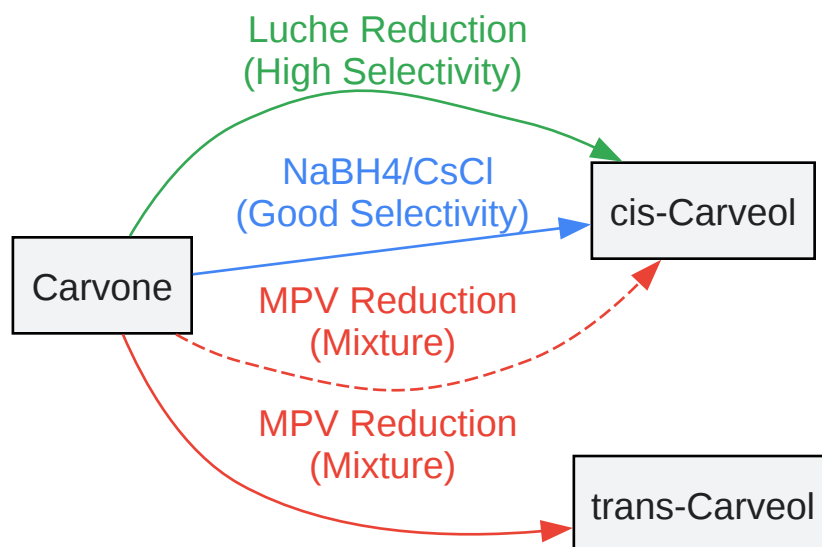 Luche Reduction
(High Selectivity)
NaBH4/CsCl
(Good Selectivity)
cis-Carveol
Carvone
MPV Reduction
(Mixture)
MPV Reduction
(Mixture)
trans-Carveol